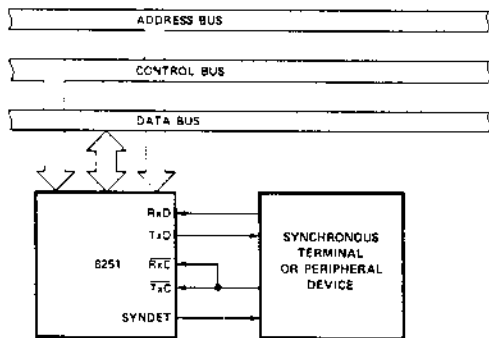 ADDRESS BUS
CONTROL BUS
DATA BUS
RxD
TxD
8251
RxC
TxC
SYNDET
SYNCHRONOUS
TERMINAL
OR PERIPHERAL
DEVICE